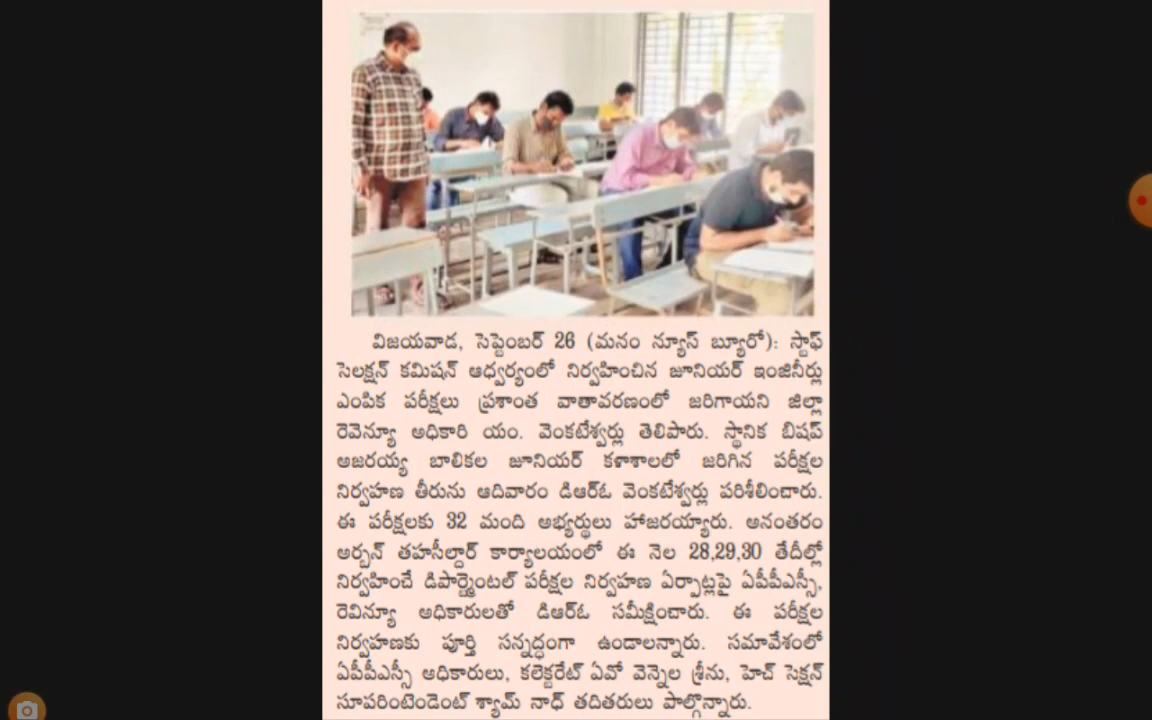 విజయవాడ, సెప్టెంబర్ 26 (మనం న్యూస్ బ్యూరో): స్టాఫ్
సెలక్షన్ కమిషన్ ఆధ్వర్యంలో నిర్వహించిన జూనియర్ ఇంజినీర్లు
ఎంపిక పరీక్షలు ప్రశాంత వాతావరణంలో జరిగాయని జిల్లా
రెవెన్యూ అధికారి యం. వెంకటేశ్వర్లు తెలిపారు. స్థానిక బిషప్
అజరయ్య బాలికల జూనియర్ కళాశాలలో జరిగిన పరీక్షల
నిర్వహణ తీరును ఆదివారం డిఆర్ఓ వెంకటేశ్వర్లు పరిశీలించారు.
ఈ పరీక్షలకు 32 మంది అభ్యర్థులు హాజరయ్యారు. అనంతరం
అర్బన్ తహసీల్దార్ కార్యాలయంలో ఈ నెల 28,29,30 తేదీల్లో
నిర్వహించే డిపార్ట్మెంటల్ పరీక్షల నిర్వహణ ఏర్పాట్లపై ఏపీపీఎస్సీ,
రెవిన్యూ అధికారులతో డిఆర్ఓ సమీక్షించారు. ఈ పరీక్షల
నిర్వహణకు పూర్తి సన్నద్ధంగా ఉండాలన్నారు. సమావేశంలో
ఏపీపీఎస్సీ అధికారులు, కలెక్టరేట్ ఏవో వెన్నెల శ్రీను, హెచ్ సెక్షన్
సూపరింటెండెంట్ శ్యామ్ నాధ్ తదితరులు పాల్గొన్నారు.